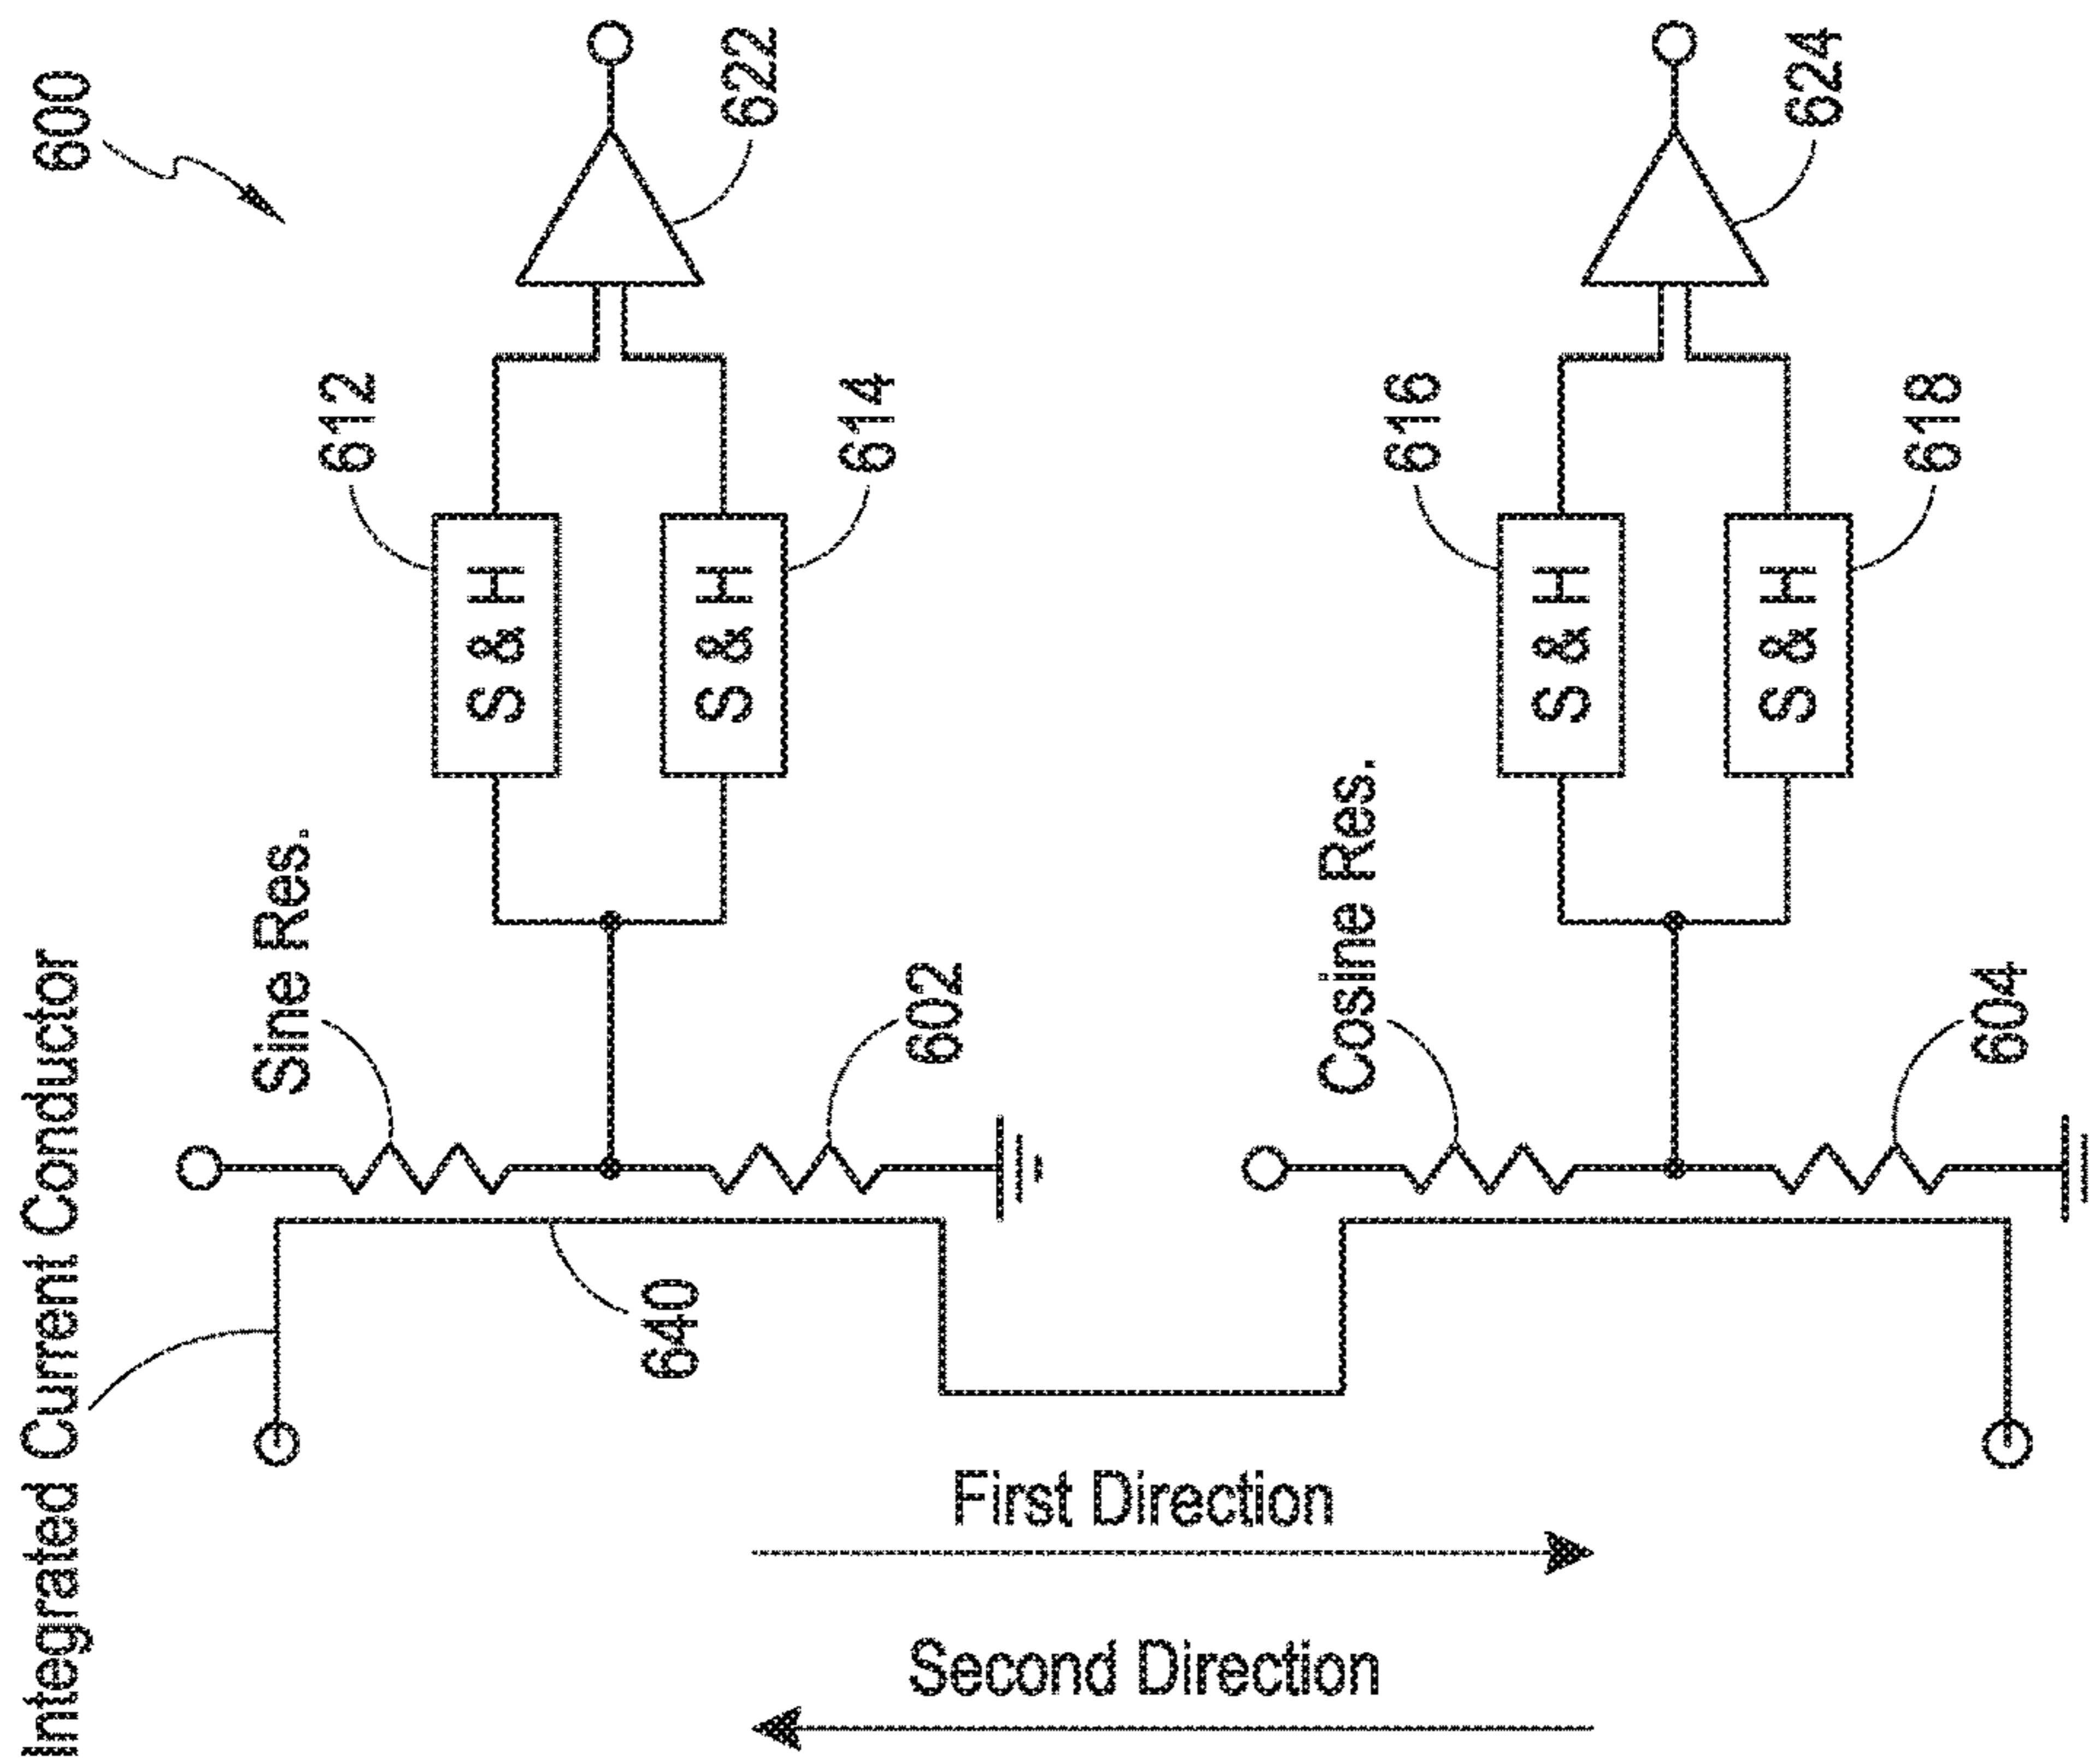 600
622
624
612
614
616
618
S & H
S & H
S & H
S & H
Sine Res.
602
Cosine Res.
604
Integrated Current Conductor
640
First Direction
Second Direction